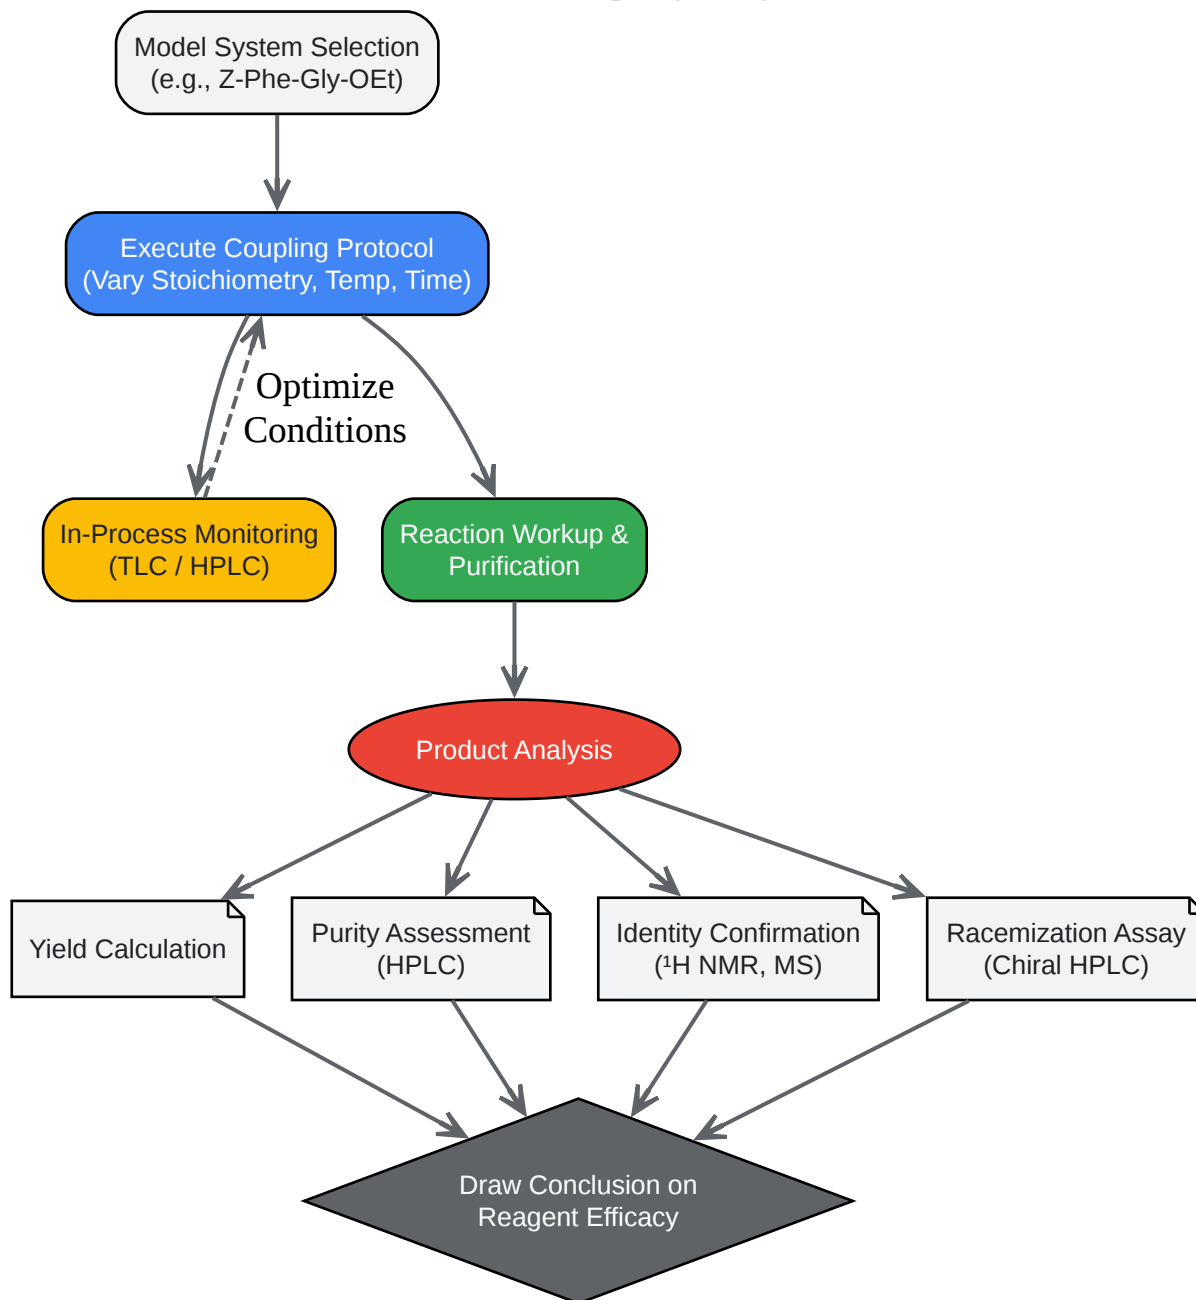 Model System Selection
(e.g., Z-Phe-Gly-OEt)
Execute Coupling Protocol
(Vary Stoichiometry, Temp, Time)
Optimize
Conditions
In-Process Monitoring
(TLC / HPLC)
Reaction Workup &
Purification
Product Analysis
Yield Calculation
Purity Assessment
(HPLC)
Identity Confirmation
(¹H NMR, MS)
Racemization Assay
(Chiral HPLC)
Draw Conclusion on
Reagent Efficacy